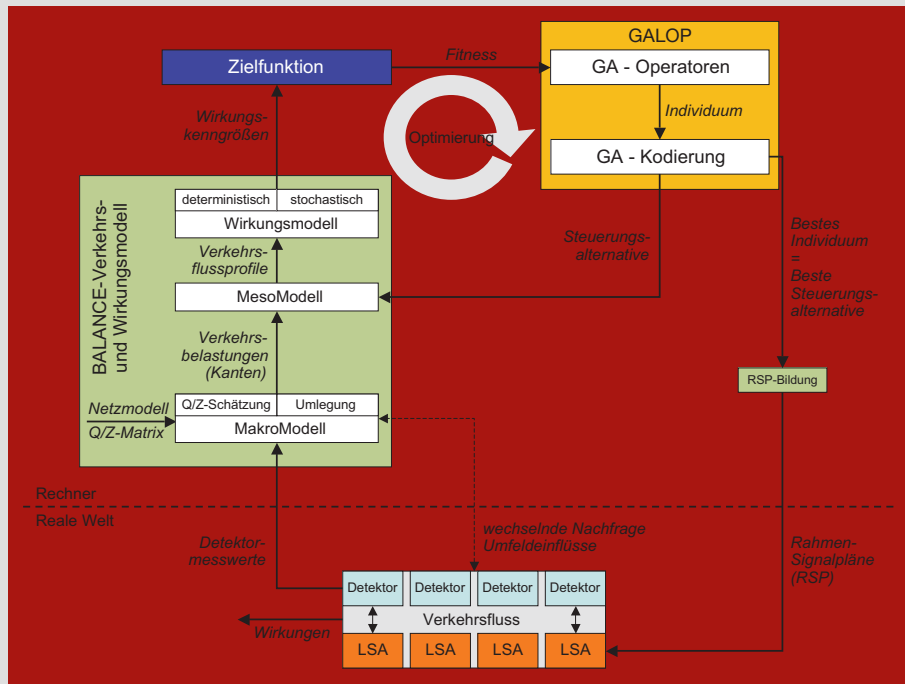 GALOP
Zielfunktion
Fitness
GA - Operatoren
Wirkungs-
kenngrößen
Optimierung
Individuum
GA - Kodierung
BALANCE-Verkehrs-
und Wirkungsmodell
deterministisch
stochastisch
Wirkungsmodell
Verkehrs-
flussprofile
Steuerungs-
alternative
Bestes
Individuum
=
Beste
Steuerungs-
alternative
MesoModell
Verkehrs-
belastungen
(Kanten)
RSP-Bildung
Netzmodell
Q/Z-Matrix
Q/Z-Schätzung
Umlegung
MakroModell
Rechner
Reale Welt
Detektor-
messwerte
wechselnde Nachfrage
Umfeldeinflüsse
Rahmen-
Signalpläne
(RSP)
Detektor
Detektor
Detektor
Detektor
Verkehrsfluss
Wirkungen
LSA
LSA
LSA
LSA